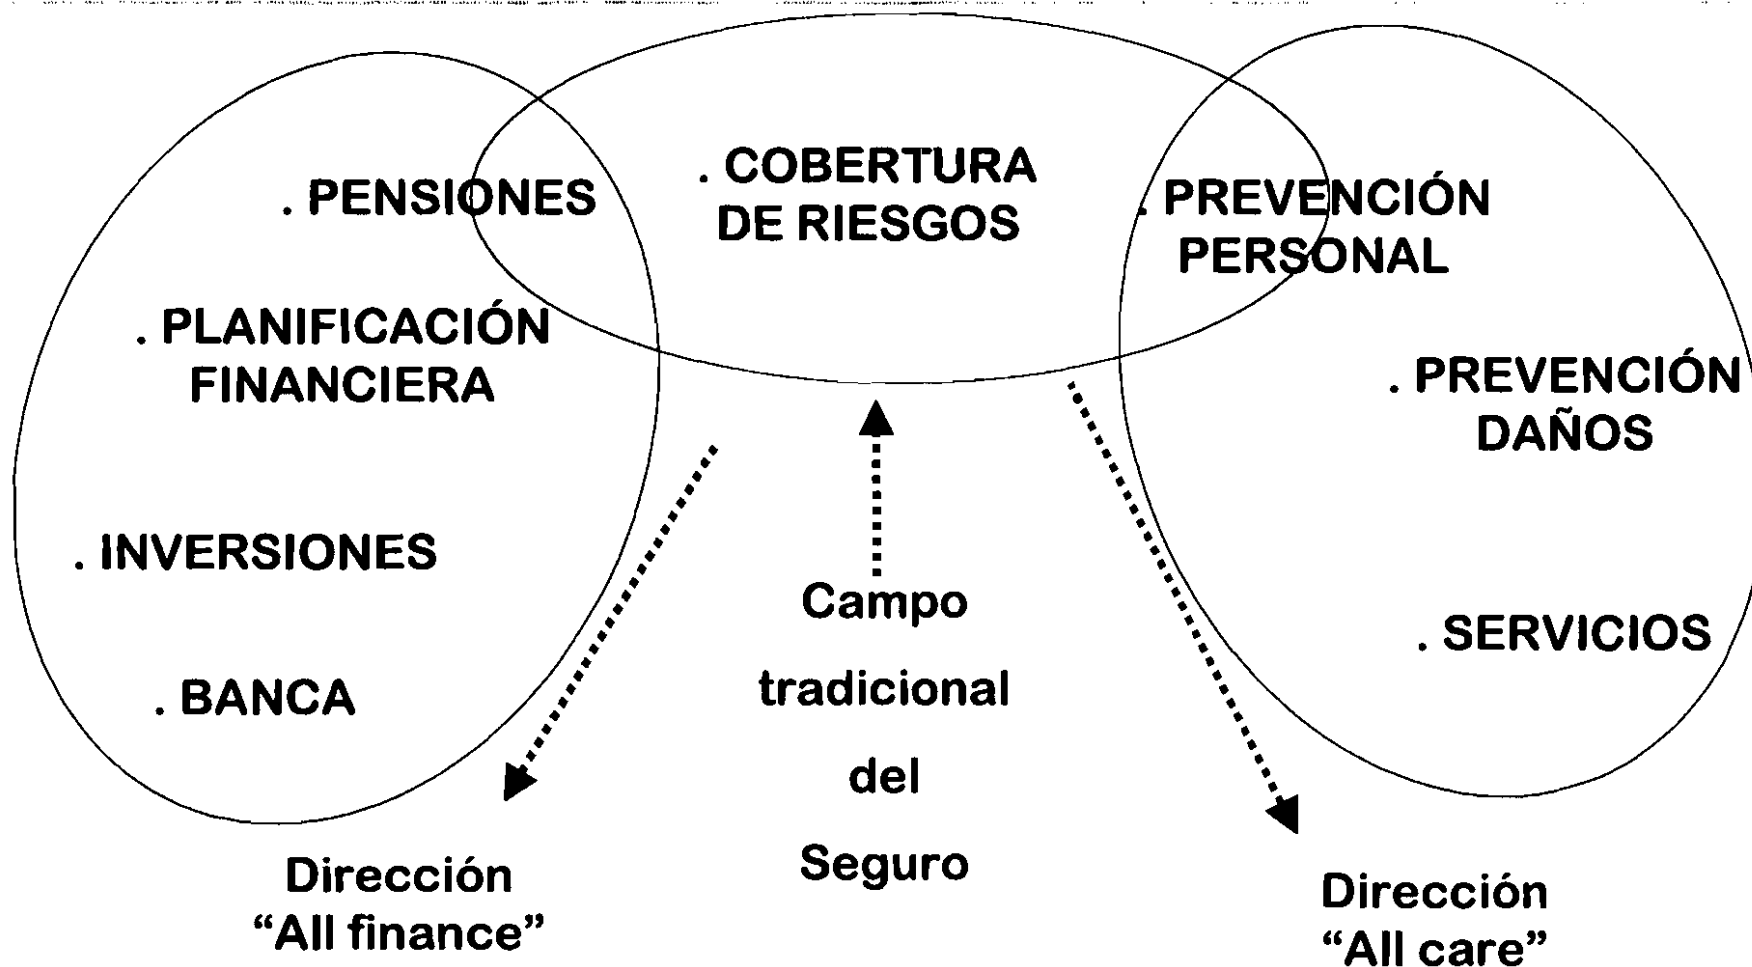 . PENSIONES
. PLANIFICACIÓN
FINANCIERA
. INVERSIONES
. BANCA
. COBERTURA
DE RIESGOS
. PREVENCIÓN
PERSONAL
. PREVENCIÓN
DAÑOS
. SERVICIOS
Campo
tradicional
del
Seguro
Dirección
“All finance”
Dirección
“All care”